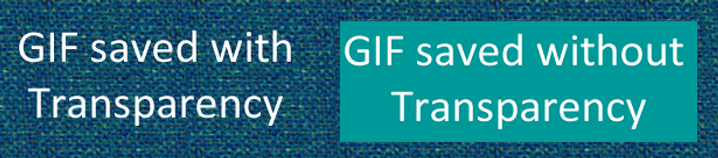 GIF saved with
Transparency
GIF saved without
Transparency